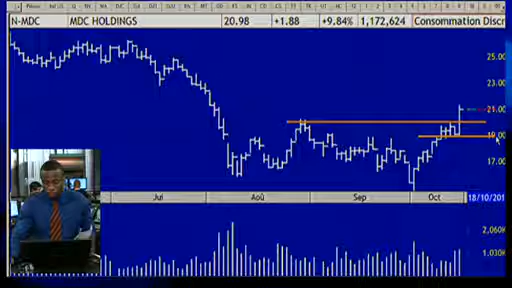 N-MDC MDC HOLDINGS 20.98 +1.88 +9.84% 1,172,624 Consommation Discr
25.00
23.00
21.00
19.00
17.00
Jul Aoû Sep Oct 18/10/201
2,060K
1,030K